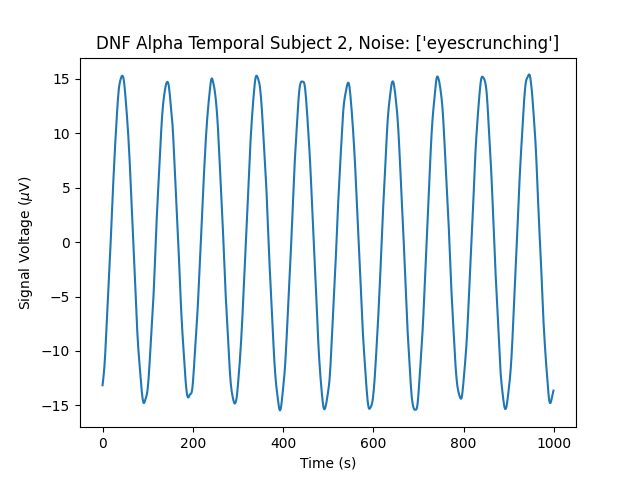 DNF Alpha Temporal Subject 2, Noise: ['eyescrunching']
15
10
5
0
−5
−10
−15
Signal Voltage (μV)
0 200 400 600 800 1000
Time (s)